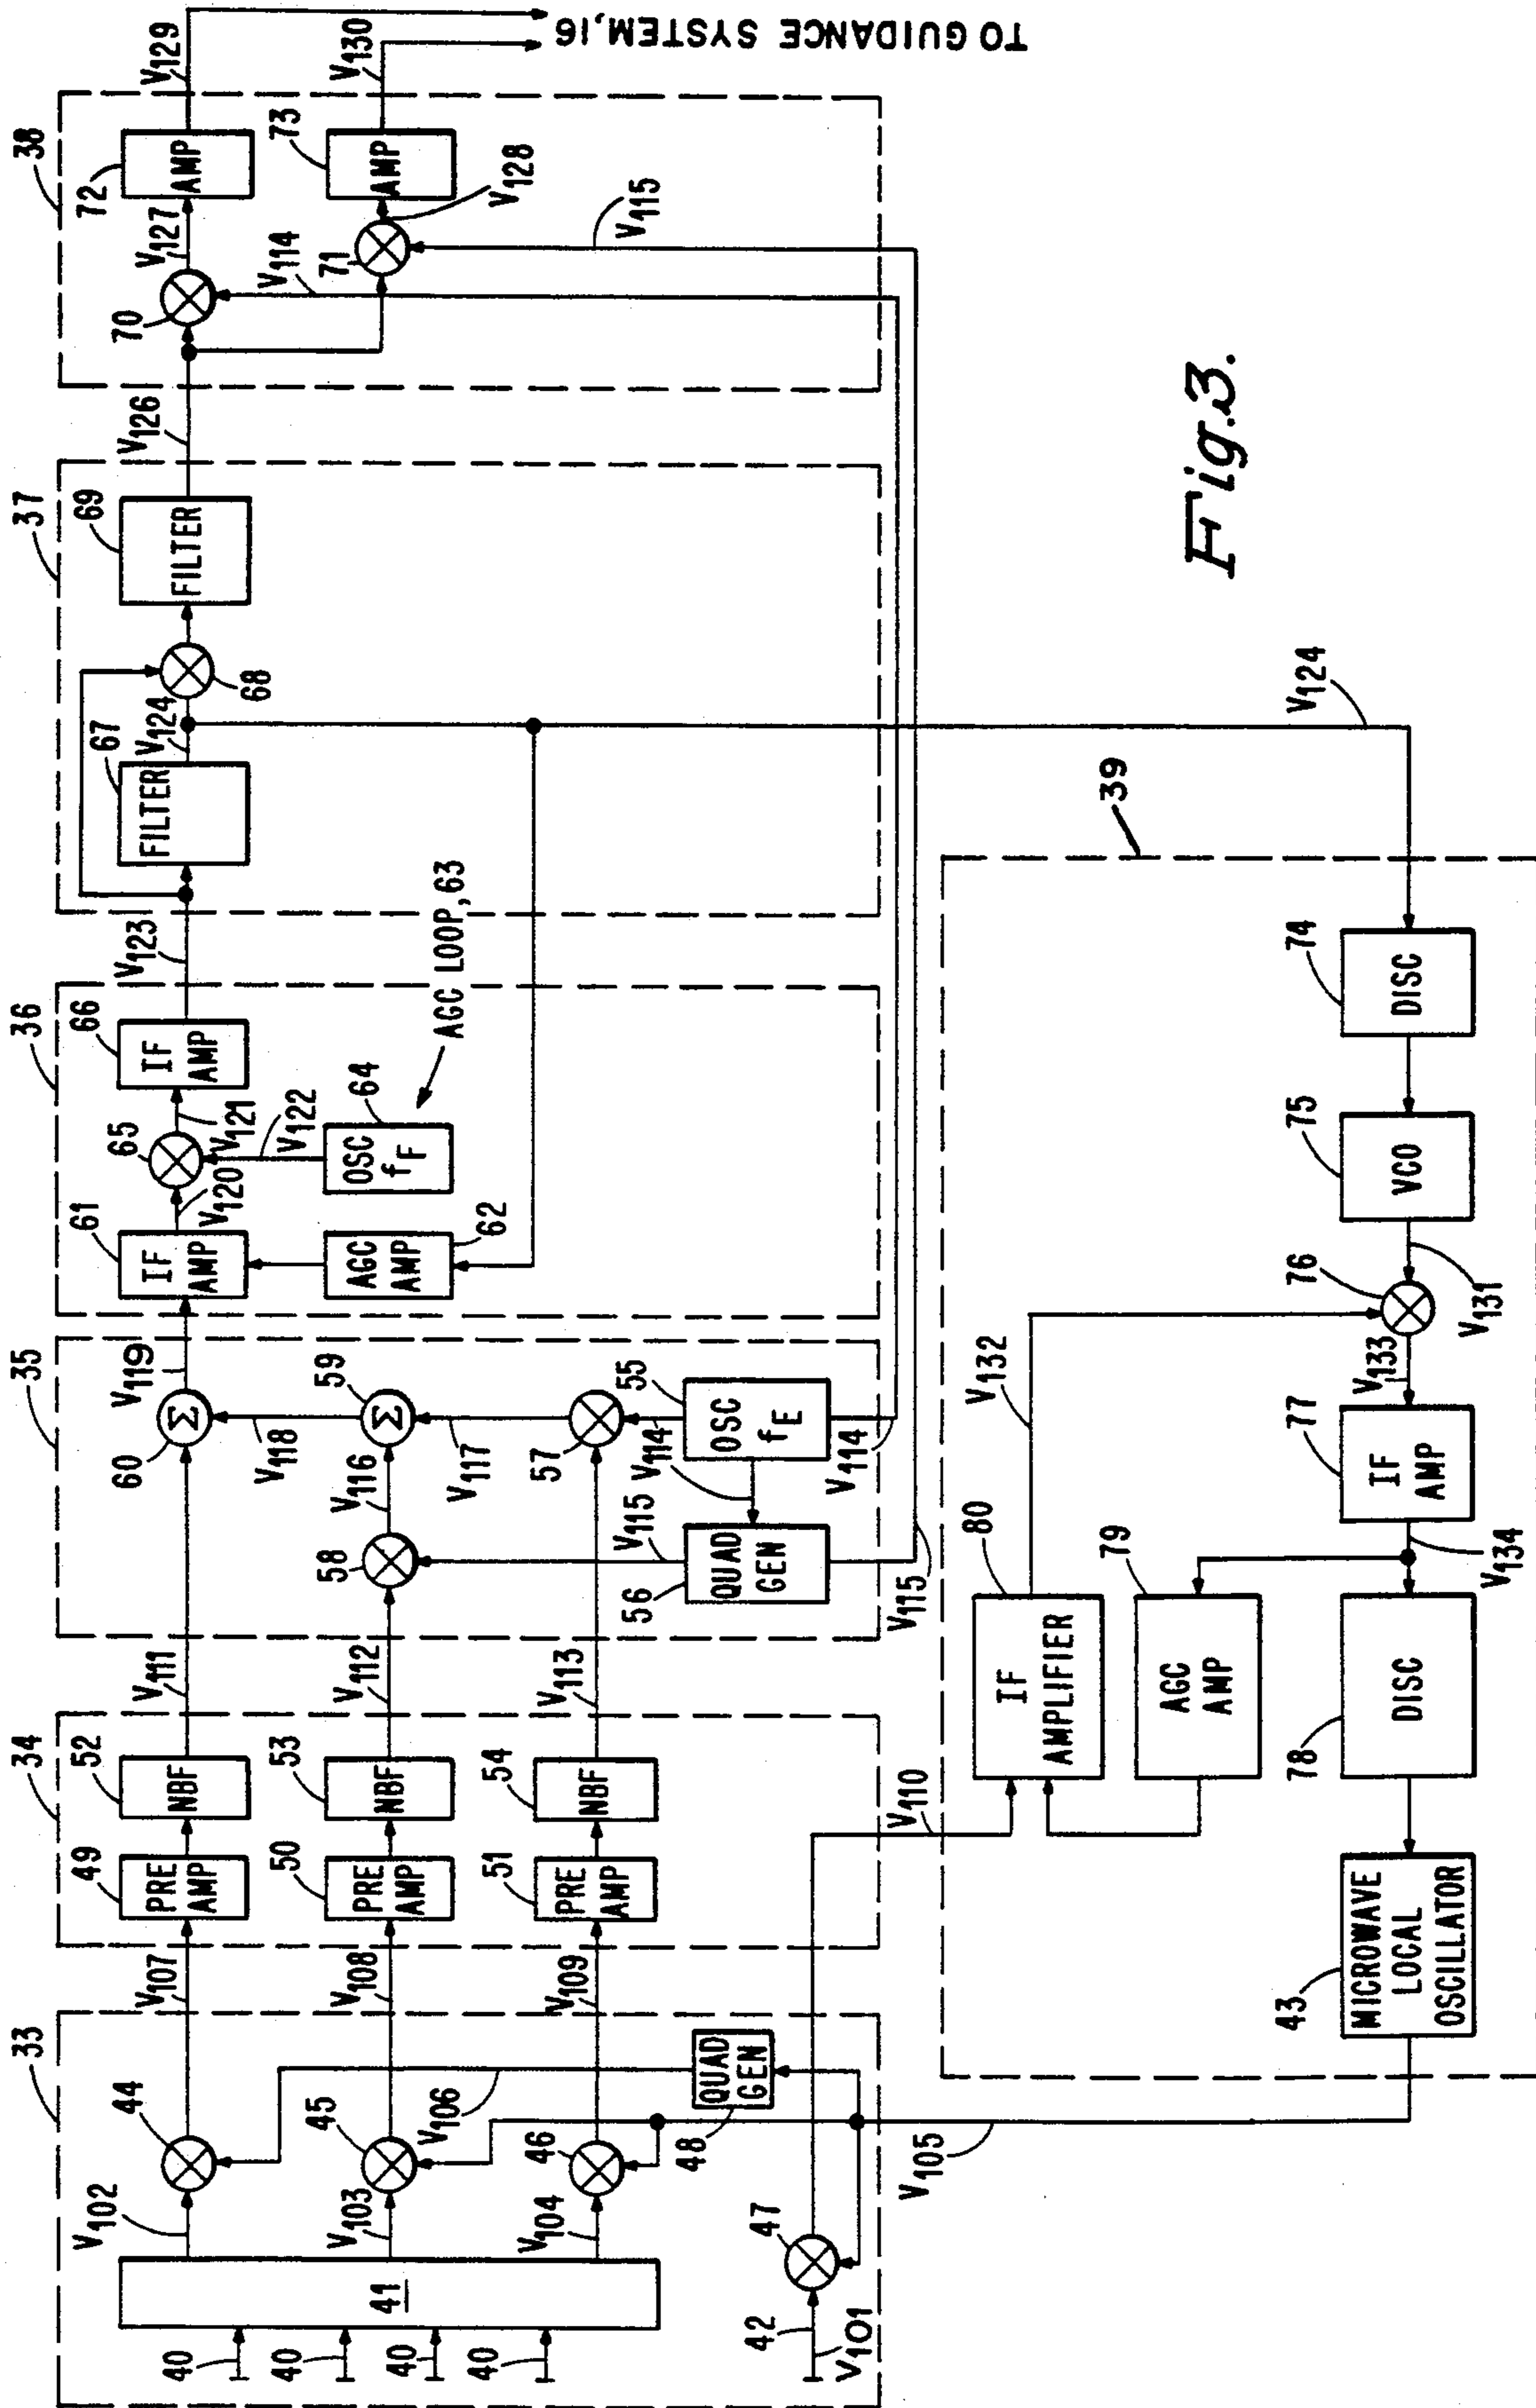 33
34
35
36
37
38
40
40
40
40
41
42
V101
V102
V103
V104
44
45
46
47
V106
QUAD GEN
48
V105
V107
V108
V109
V110
49
PRE AMP
50
PRE AMP
51
PRE AMP
52
NBF
53
NBF
54
NBF
V111
V112
V113
60
Σ
V119
V118
59
Σ
58
V116
V117
57
V114
55
OSC fE
V115
56
QUAD GEN
V114
V115
61
IF AMP
V120
65
V121
66
IF AMP
V122
64
OSC fF
62
AGC AMP
AGC LOOP,63
V123
67
FILTER
V124
68
69
FILTER
V126
70
V127
72
AMP
V129
V114
71
73
AMP
V130
V128
V115
TO GUIDANCE SYSTEM,16
V124
39
43
MICROWAVE
LOCAL
OSCILLATOR
78
DISC
79
AGC
AMP
80
IF
AMPLIFIER
V132
V134
77
IF
AMP
V133
76
V131
75
VCO
74
DISC
Fig.3.